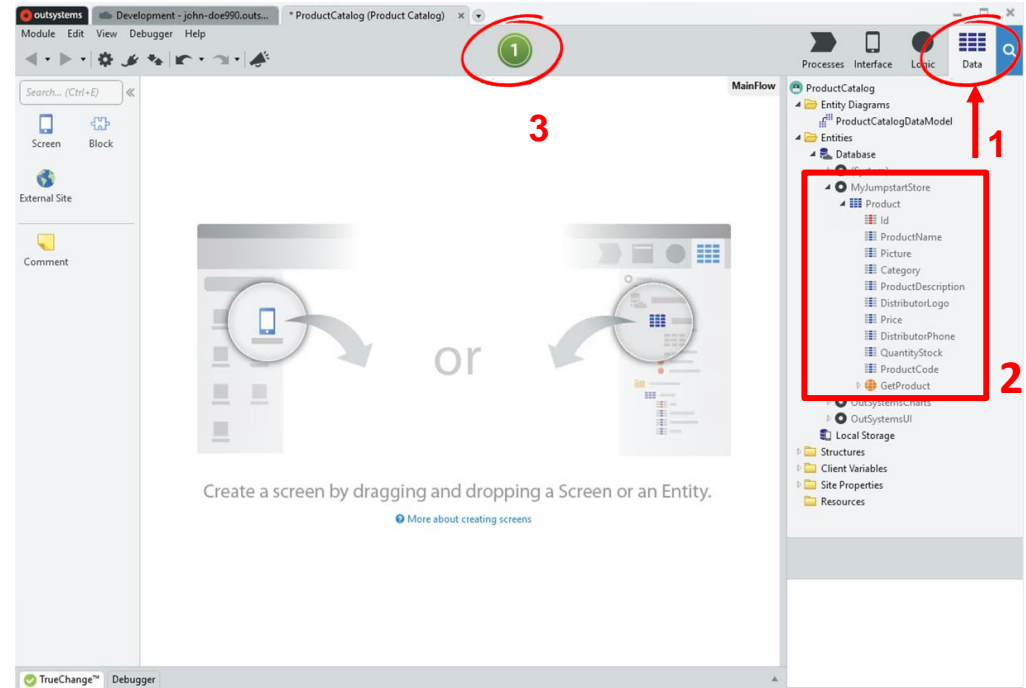 outsystems
Development - john-doe990.outs...
* ProductCatalog (Product Catalog)
Module Edit View Debugger Help
1
Processes Interface Logic Data
Search... (Ctrl+E)
MainFlow
Screen Block
External Site
Comment
3
1
2
ProductCatalog
Entity Diagrams
ProductCatalogDataModel
Entities
Database
(System)
MyJumpstartStore
Product
Id
ProductName
Picture
Category
ProductDescription
DistributorLogo
Price
DistributorPhone
QuantityStock
ProductCode
GetProduct
OutSystemsCharts
OutSystemsUI
Local Storage
Structures
Client Variables
Site Properties
Resources
or
Create a screen by dragging and dropping a Screen or an Entity.
More about creating screens
TrueChange™ Debugger